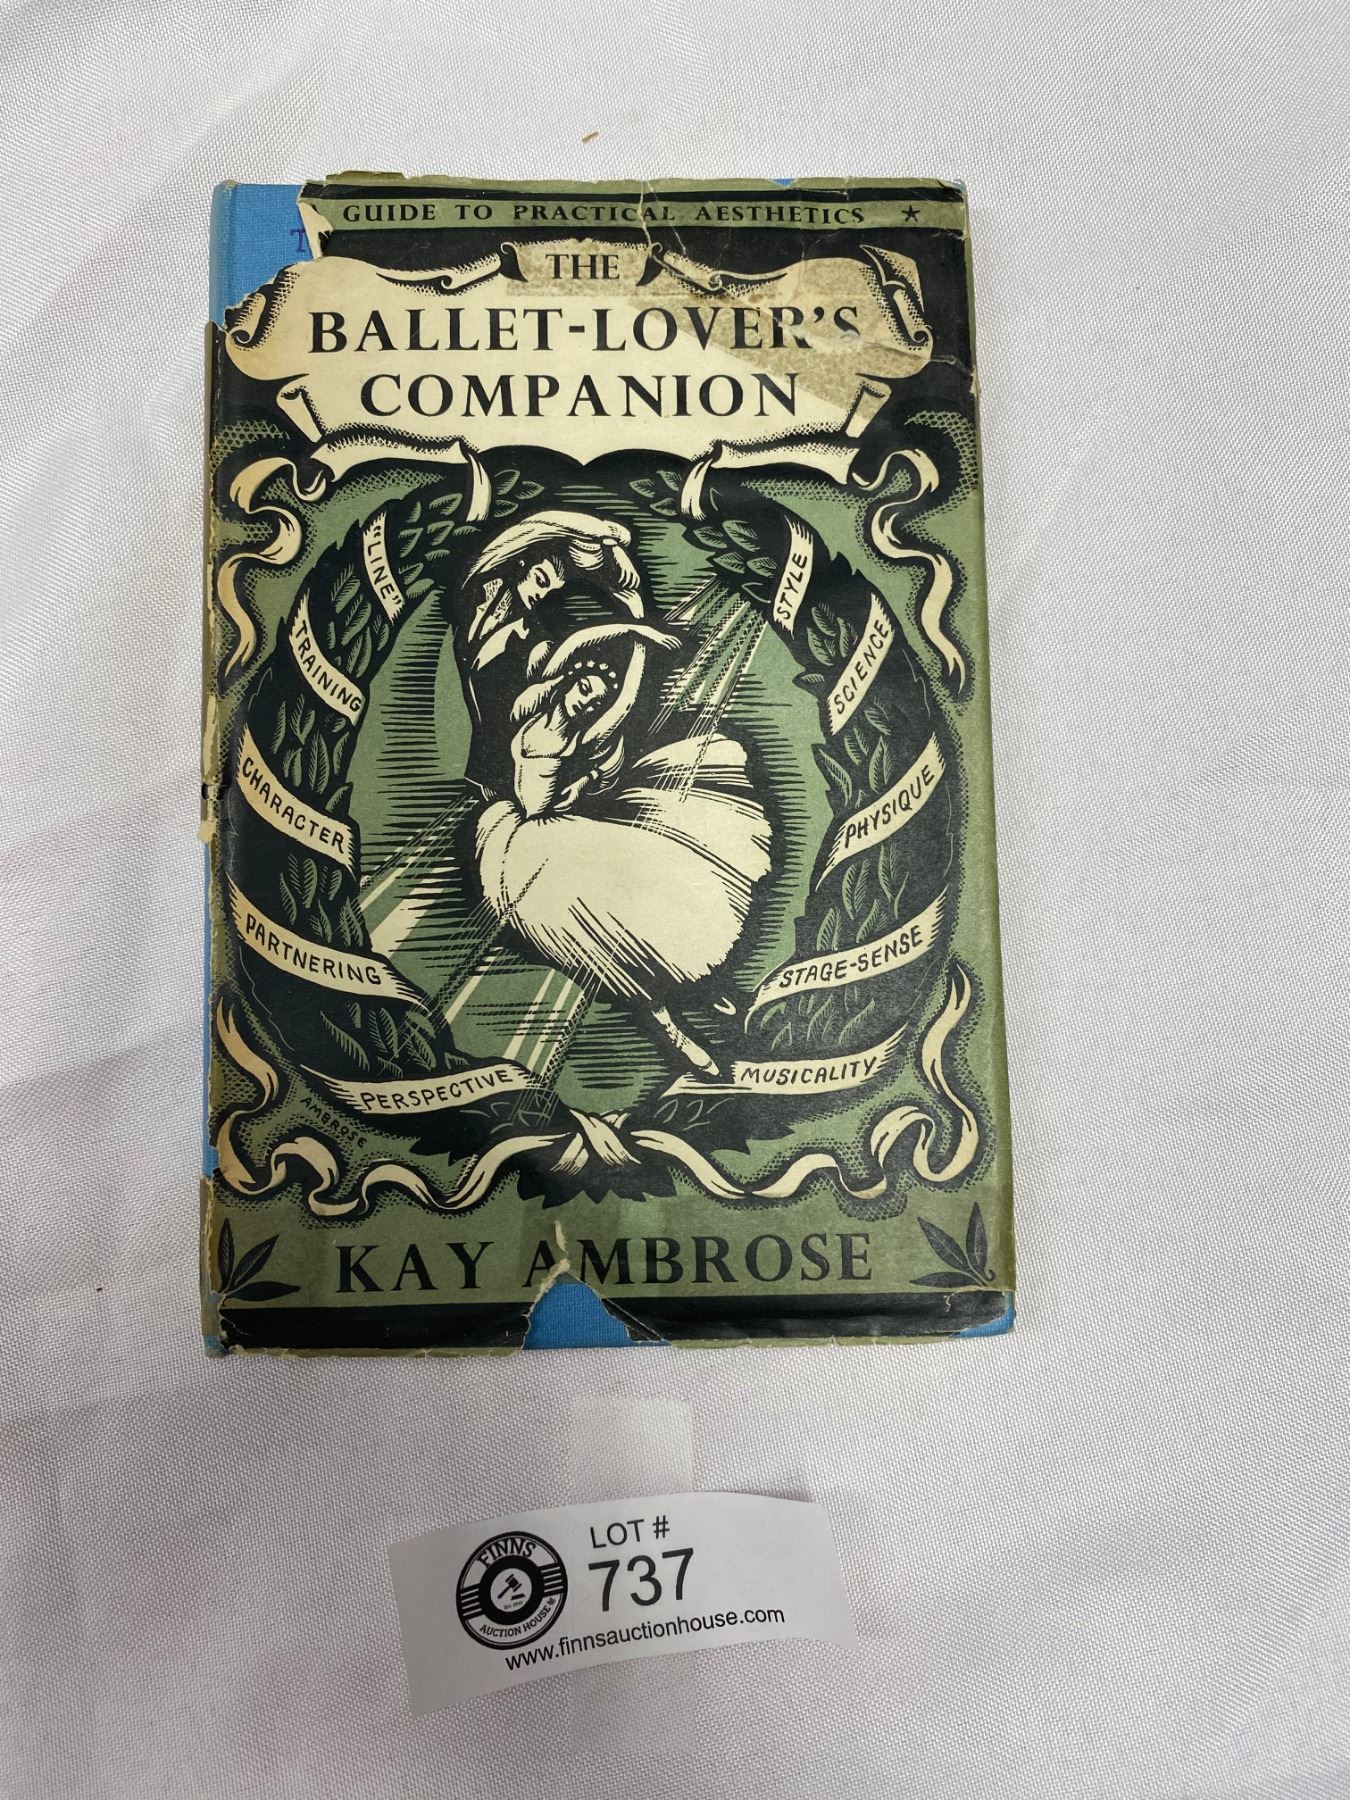 GUIDE TO PRACTICAL AESTHETICS ★
THE
BALLET-LOVER'S
COMPANION
"LINE"
TRAINING
CHARACTER
PARTNERING
PERSPECTIVE
STYLE
SCIENCE
PHYSIQUE
STAGE-SENSE
MUSICALITY
AMBROSE
KAY AMBROSE
FINNS
AUCTION HOUSE
LOT #
737
www.finnsauctionhouse.com